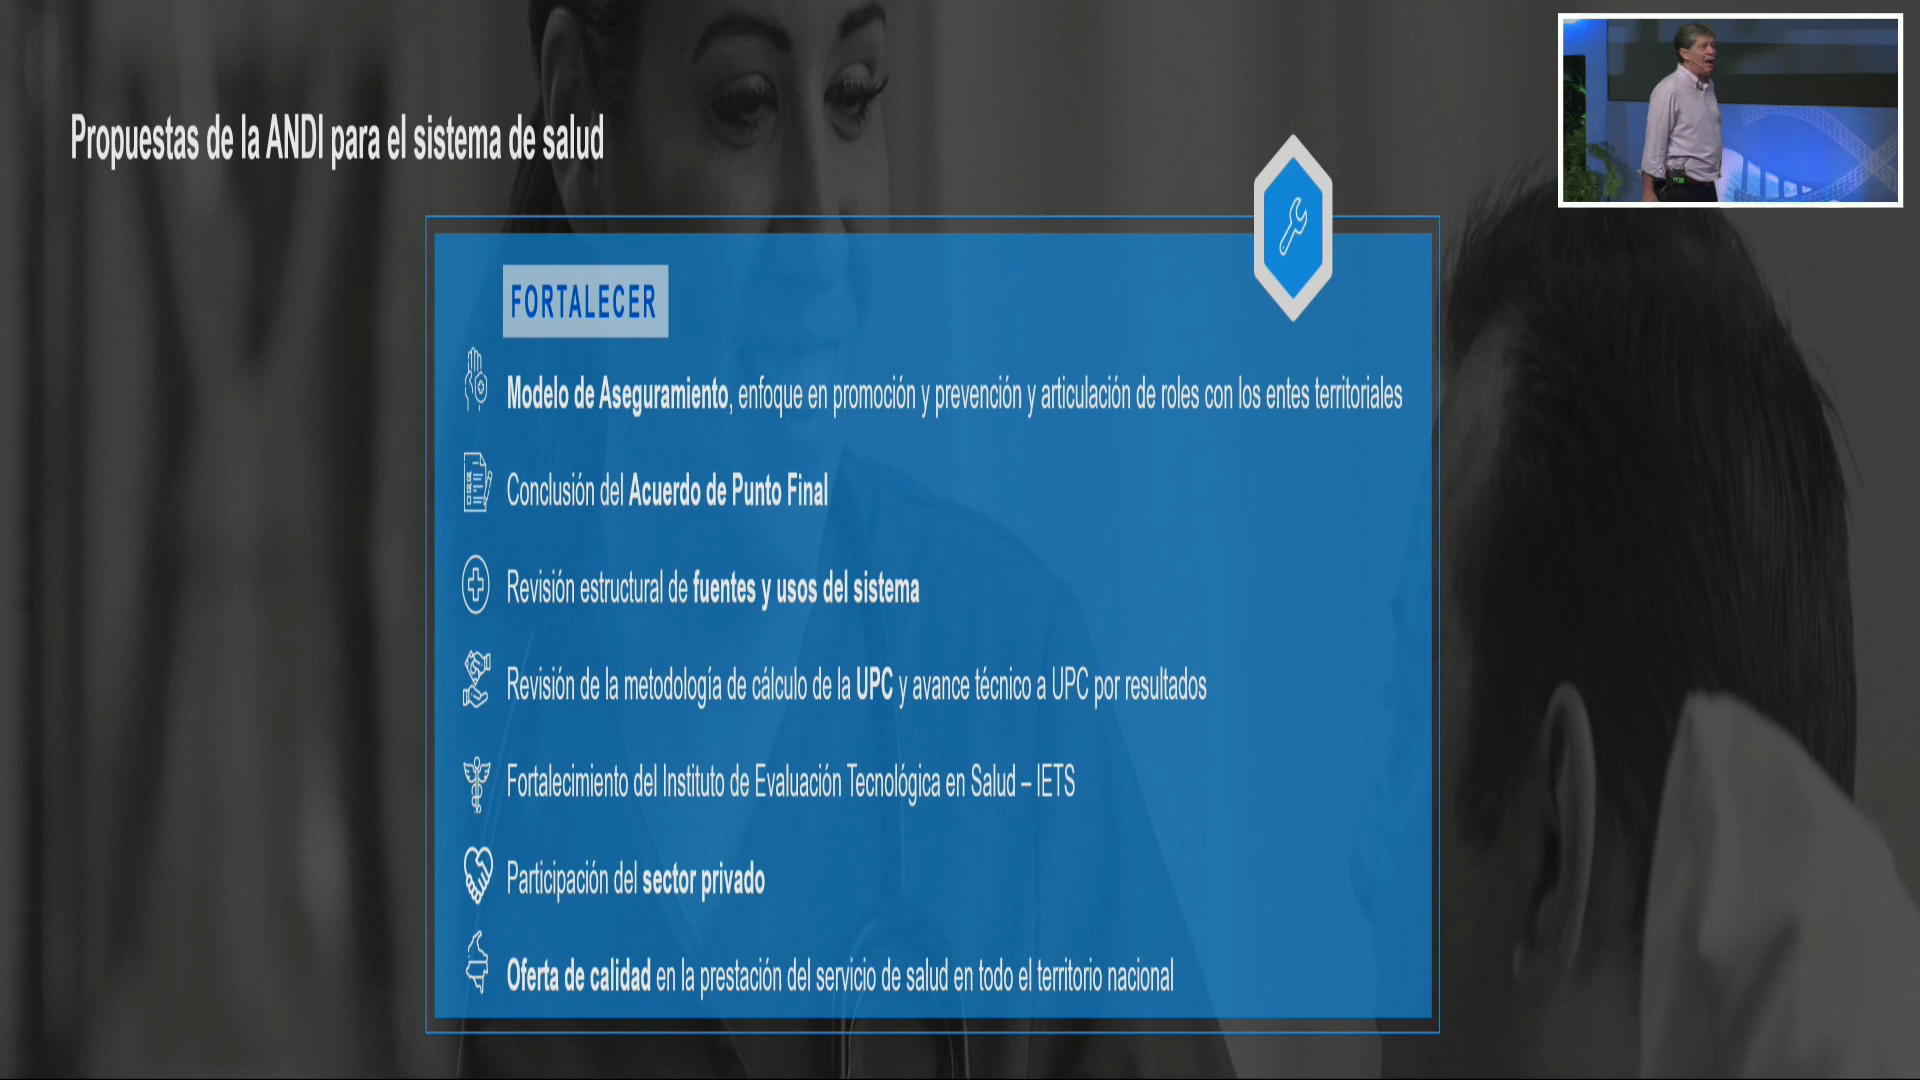 Propuestas de la ANDI para el sistema de salud
FORTALECER
Modelo de Aseguramiento, enfoque en promoción y prevención y articulación de roles con los entes territoriales
Conclusión del Acuerdo de Punto Final
Revisión estructural de fuentes y usos del sistema
Revisión de la metodología de cálculo de la UPC y avance técnico a UPC por resultados
Fortalecimiento del Instituto de Evaluación Tecnológica en Salud – IETS
Participación del sector privado
Oferta de calidad en la prestación del servicio de salud en todo el territorio nacional